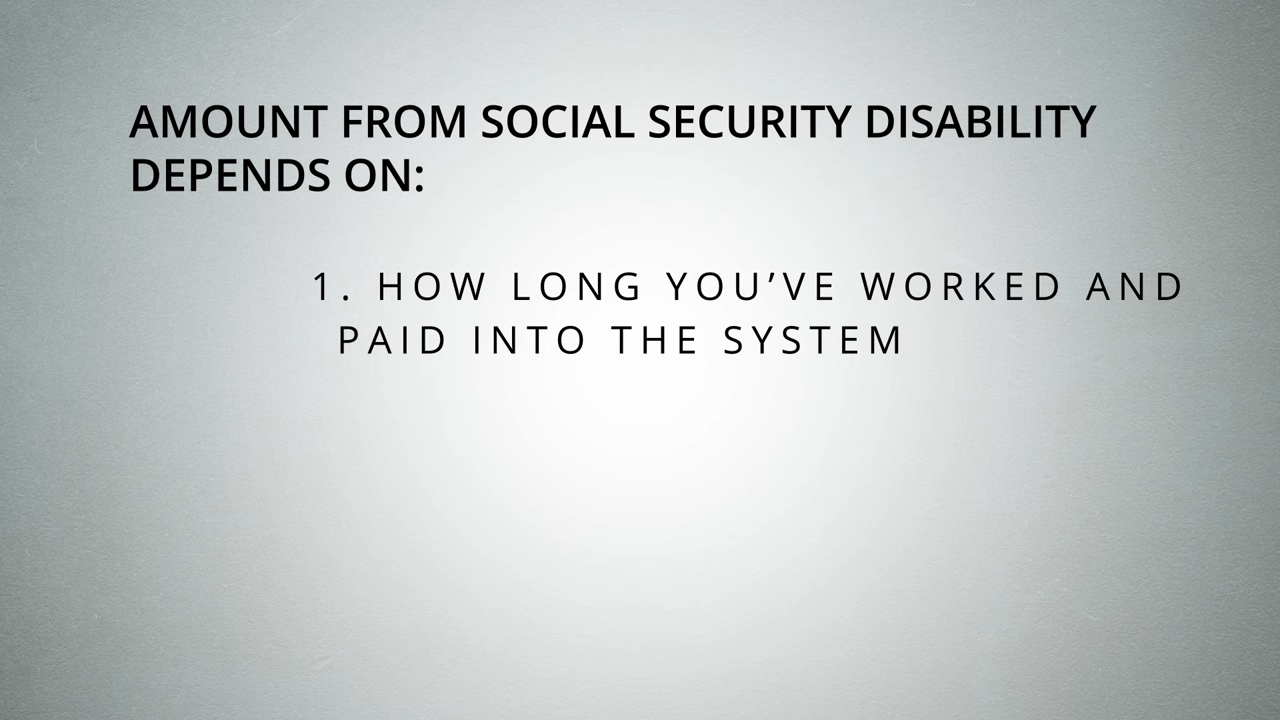 AMOUNT FROM SOCIAL SECURITY DISABILITY
DEPENDS ON:
1. HOW LONG YOU’VE WORKED AND
PAID INTO THE SYSTEM